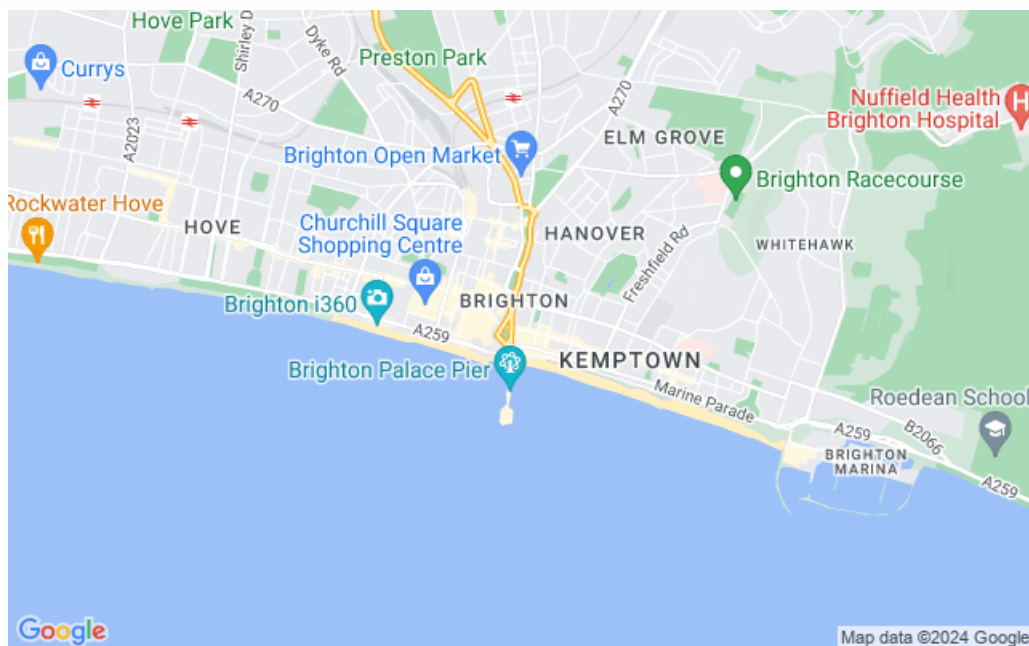 Hove Park
Shirley D
Dyke Rd
Preston Park
Currys
A270
A270
A2023
Nuffield Health
Brighton Hospital
H
ELM GROVE
Brighton Open Market
Brighton Racecourse
Rockwater Hove
HOVE
Churchill Square
Shopping Centre
HANOVER
WHITEHAWK
Freshfield Rd
Brighton i360
BRIGHTON
A259
Brighton Palace Pier
KEMPTOWN
Marine Parade
Roedean School
A259
B2066
BRIGHTON
MARINA
A259
Google
Map data ©2024 Google